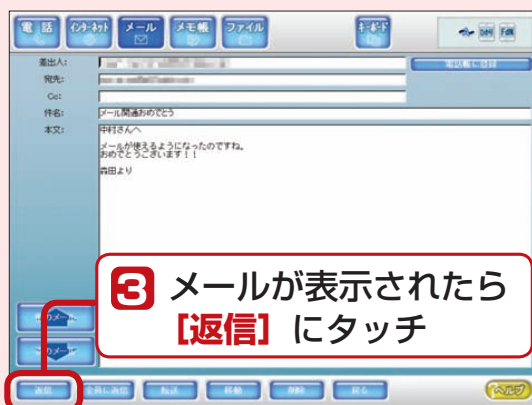 電話 インターネット メール メモ帳 ファイル キーボード
差出人:
宛先:
Cc:
件名: メール開通おめでとう
本文: 中村さんへ
メールが使えるようになったのですね。
おめでとうございます！！
森田より
3 メールが表示されたら
［返信］にタッチ
返信 全員に返信 転送 移動 削除 戻る ヘルプ